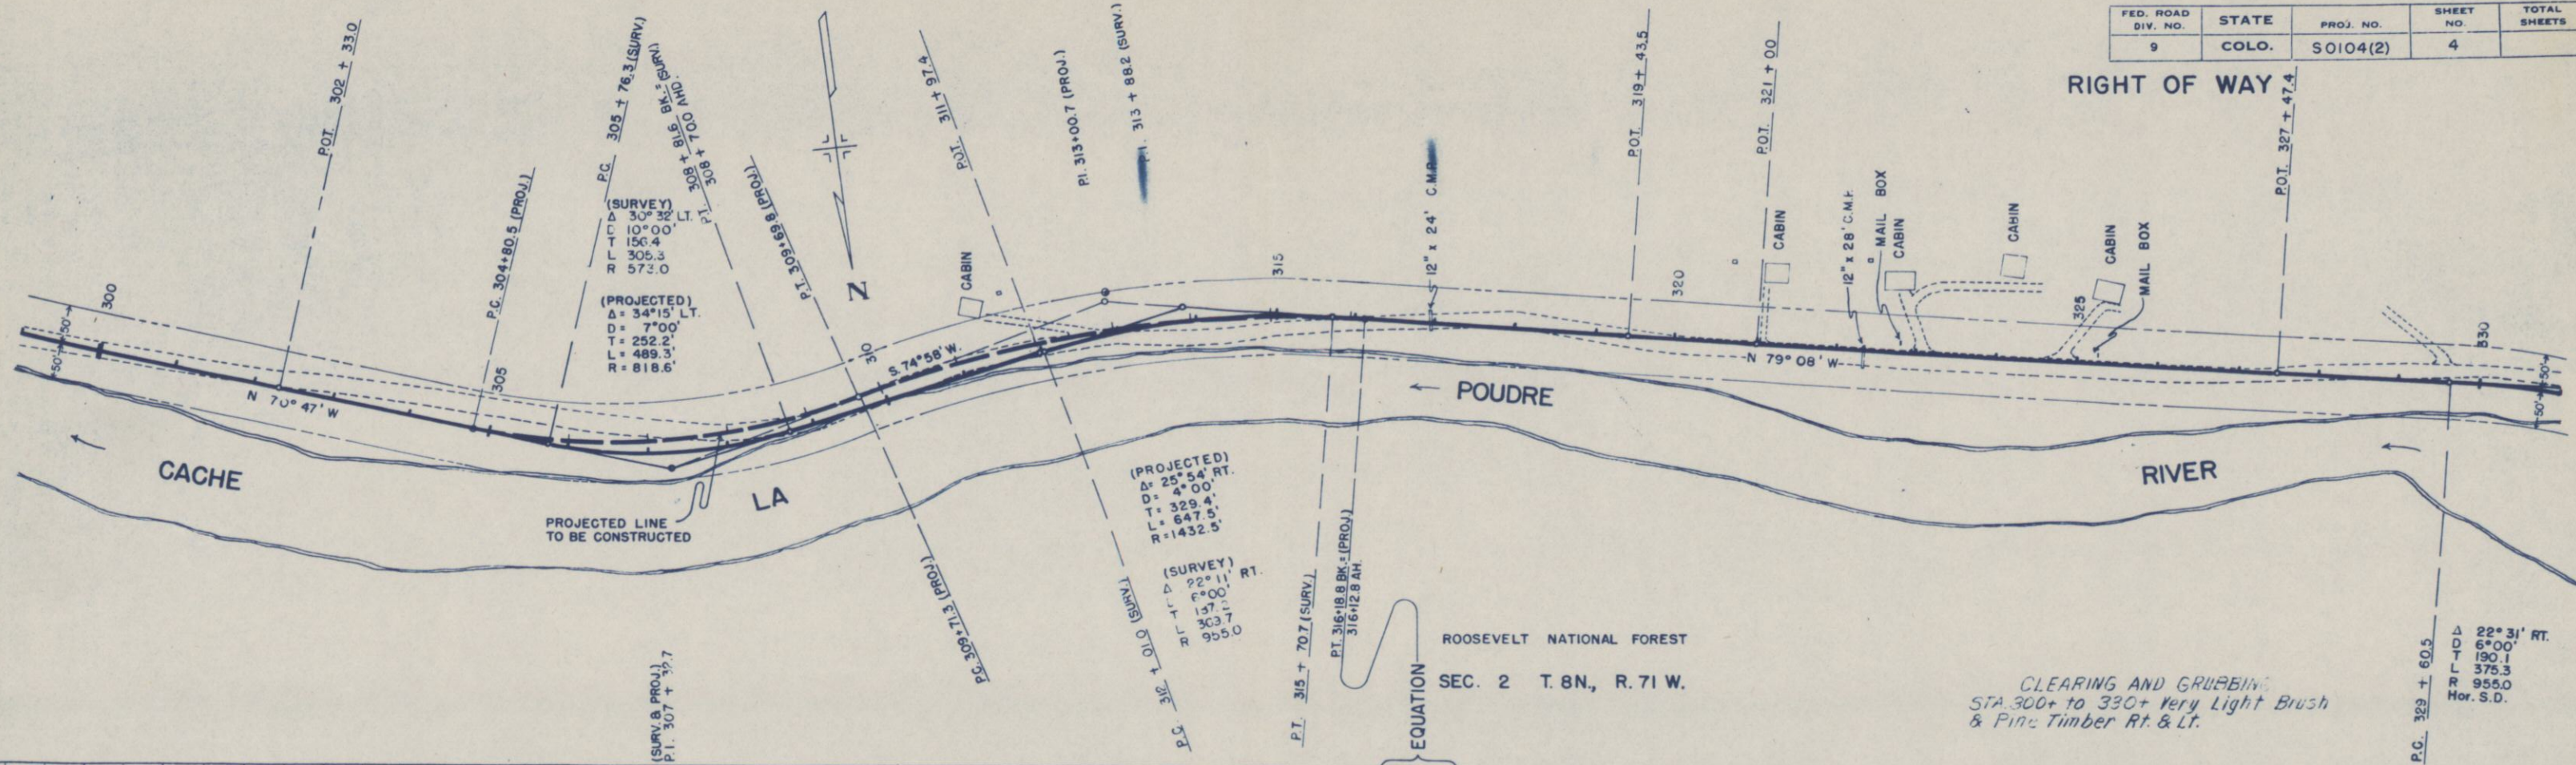 FED. ROAD DIV. NO.
STATE
PROJ. NO.
SHEET NO.
TOTAL SHEETS
9
COLO.
S0104(2)
4
RIGHT OF WAY
P.O.T. 302 + 33.0
P.C. 304+80.5 (PROJ.)
P.C. 305 + 76.3 (SURV.)
P.T. 308 + 81.6 BK.= (SURV.)
308 + 70.0 AHD.
P.T. 309+69.8 (PROJ.)
P.O.T. 311+ 97.4
P.I. 313+00.7 (PROJ.)
P.I. 313 + 88.2 (SURV.)
12" x 24' C.M.P.
P.O.T. 319+ 43.5
P.O.T. 321 + 00
P.O.T. 327 + 47.4
(SURVEY)
Δ 30°32' LT.
D 10°00'
T 156.4
L 305.3
R 573.0
(PROJECTED)
Δ= 34°15' LT.
D= 7°00'
T= 252.2'
L= 489.3'
R= 818.6'
N
CABIN
CABIN
12" x 28' C.M.P.
MAIL BOX
CABIN
CABIN
CABIN
MAIL BOX
300
305
310
315
320
325
330
50'
50'
50'
50'
N 70° 47' W
S. 74° 58' W.
N 79° 08' W
CACHE
LA
POUDRE
RIVER
PROJECTED LINE
TO BE CONSTRUCTED
(SURV. & PROJ.)
P.I. 307 + 32.7
P.C. 309+71.3 (PROJ.)
P.C. 312 + 01.0 (SURV.)
(PROJECTED)
Δ= 25°54' RT.
D= 4°00'
T= 329.4'
L= 647.5'
R=1432.5'
(SURVEY)
Δ 22°11' RT.
D 6°00'
T
L 369.7
R 955.0
P.T. 315 + 70.7 (SURV.)
P.T. 316+18.8 BK.= (PROJ.)
316+12.8 AH.
EQUATION
ROOSEVELT NATIONAL FOREST
SEC. 2 T. 8N., R. 71 W.
CLEARING AND GRUBBING
STA. 300+ to 330+ Very Light Brush
& Pine Timber Rt. & Lt.
P.C. 329 + 60.5
Δ 22°31' RT.
D 6°00'
T 190.1
L 375.3
R 955.0
Hor. S.D.